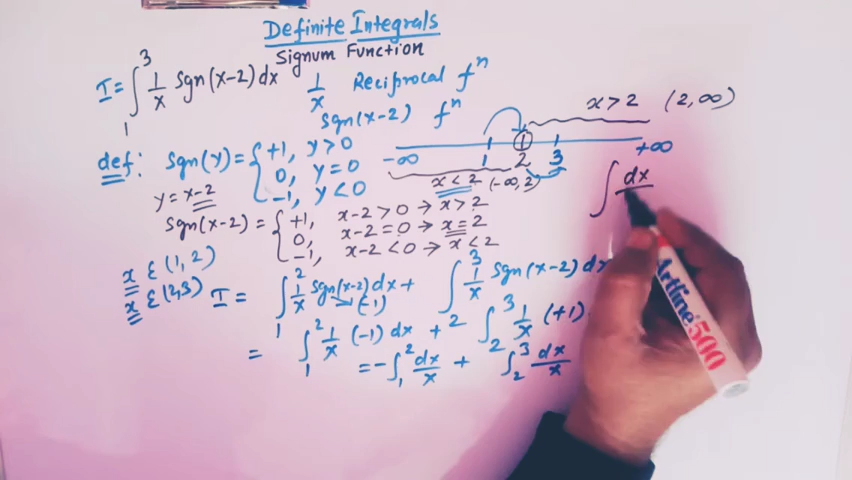 Definite Integrals
Signum Function
I = ∫₁³ 1/x Sgn(x-2) dx
1/x Reciprocal fⁿ
Sgn(x-2) fⁿ
x > 2 (2, ∞)
def: Sgn(y) = { +1, y > 0
0, y = 0
-1, y < 0
-∞ 1 2 3 +∞
1
x < 2 (-∞, 2)
y = x-2
Sgn(x-2) = { +1, x-2 > 0 → x > 2
0, x-2 = 0 → x = 2
-1, x-2 < 0 → x < 2
∫ dx
x ε (1, 2)
x ε (2,3)
I = ∫₁² 1/x Sgn(x-2) dx + ∫₂³ 1/x Sgn(x-2) dx
→ (-1)
= ∫₁² 1/x (-1) dx + ∫₂³ 1/x (+1)
= - ∫₁² dx/x + ∫₂³ dx/x
Artline 500